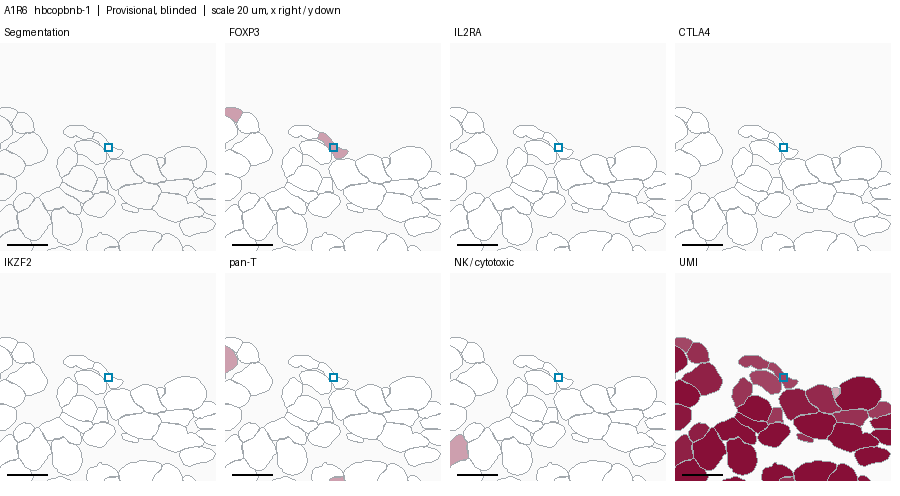 A1R6 hbcopbnb-1 | Provisional, blinded | scale 20 um, x right / y down
Segmentation FOXP3 IL2RA CTLA4
IKZF2 pan-T NK / cytotoxic UMI